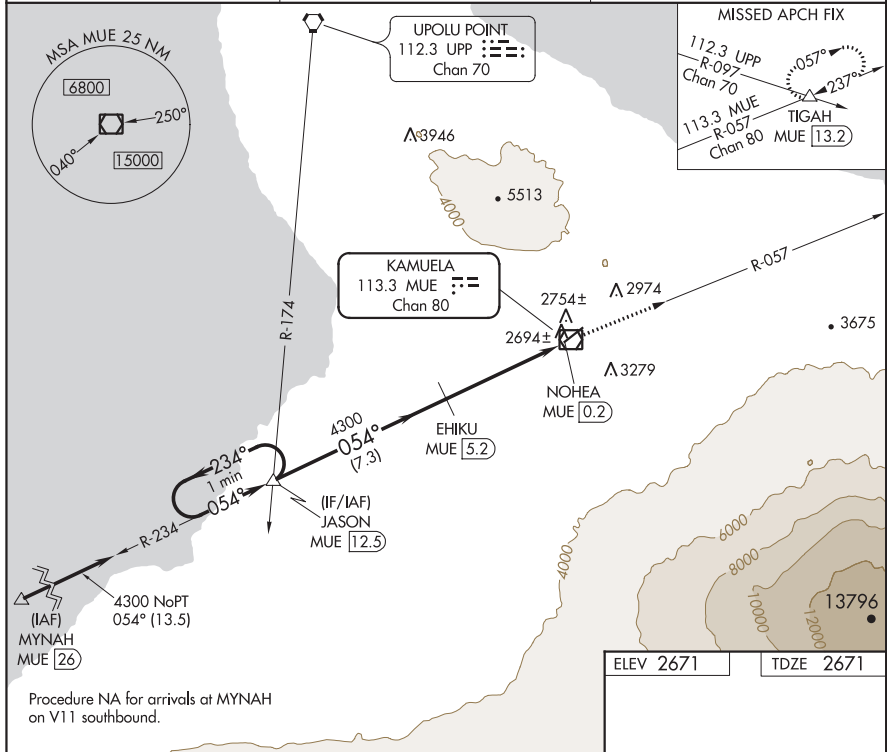 MSA MUE 25 NM
6800
250°
040°
15000
UPOLU POINT
112.3 UPP
Chan 70
MISSED APCH FIX
112.3 UPP
R-097
Chan 70
057°
237°
113.3 MUE
R-057
Chan 80
TIGAH
MUE 13.2
3946
4000
5513
R-174
KAMUELA
113.3 MUE
Chan 80
2754±
2694±
2974
R-057
3675
3279
NOHEA
MUE 0.2
EHIKU
MUE 5.2
4300
054°
(7.3)
234°
1 min
054°
R-234
(IF/IAF)
JASON
MUE 12.5
4300 NoPT
054° (13.5)
(IAF)
MYNAH
MUE 26
4000
6000
8000
10000
12000
13796
Procedure NA for arrivals at MYNAH
on V11 southbound.
ELEV 2671
TDZE 2671